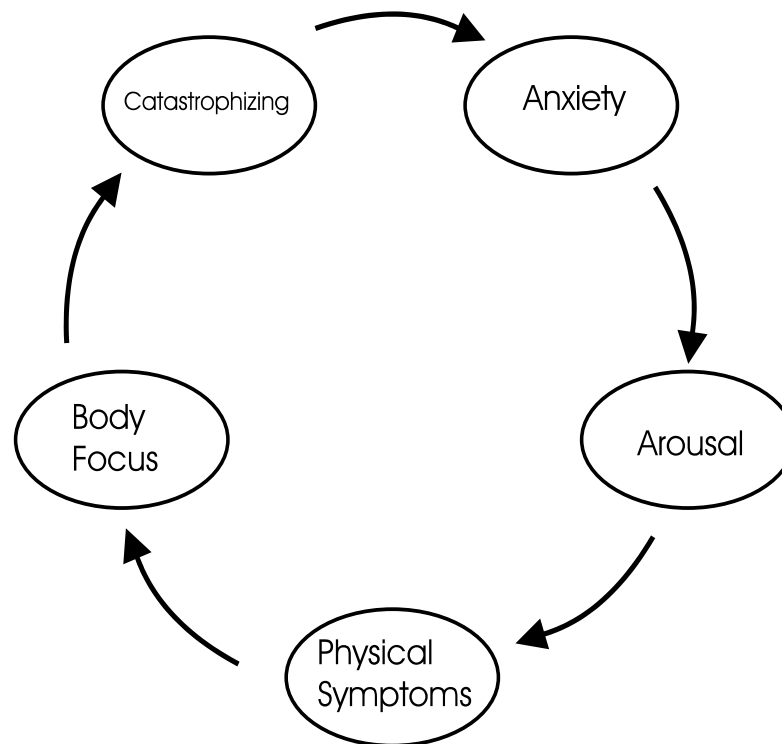 Catastrophizing
Anxiety
Body
Focus
Arousal
Physical
Symptoms